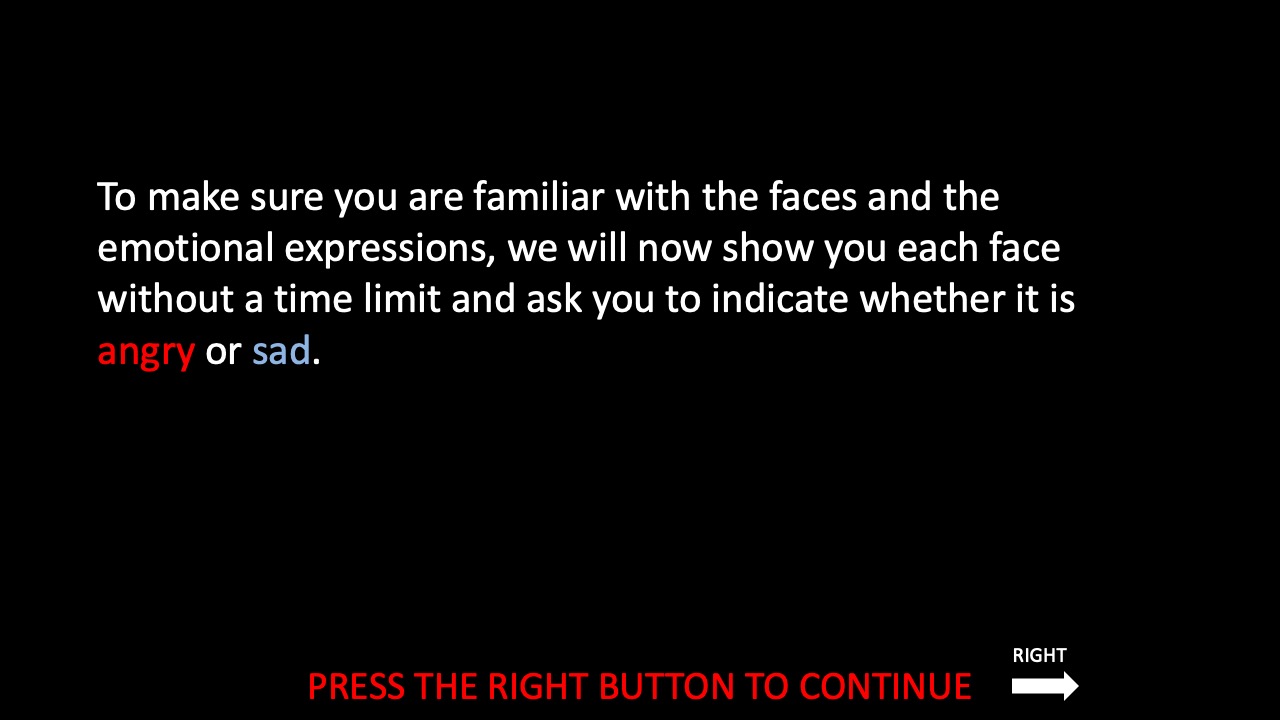 To make sure you are familiar with the faces and the
emotional expressions, we will now show you each face
without a time limit and ask you to indicate whether it is
angry or sad.
RIGHT
PRESS THE RIGHT BUTTON TO CONTINUE